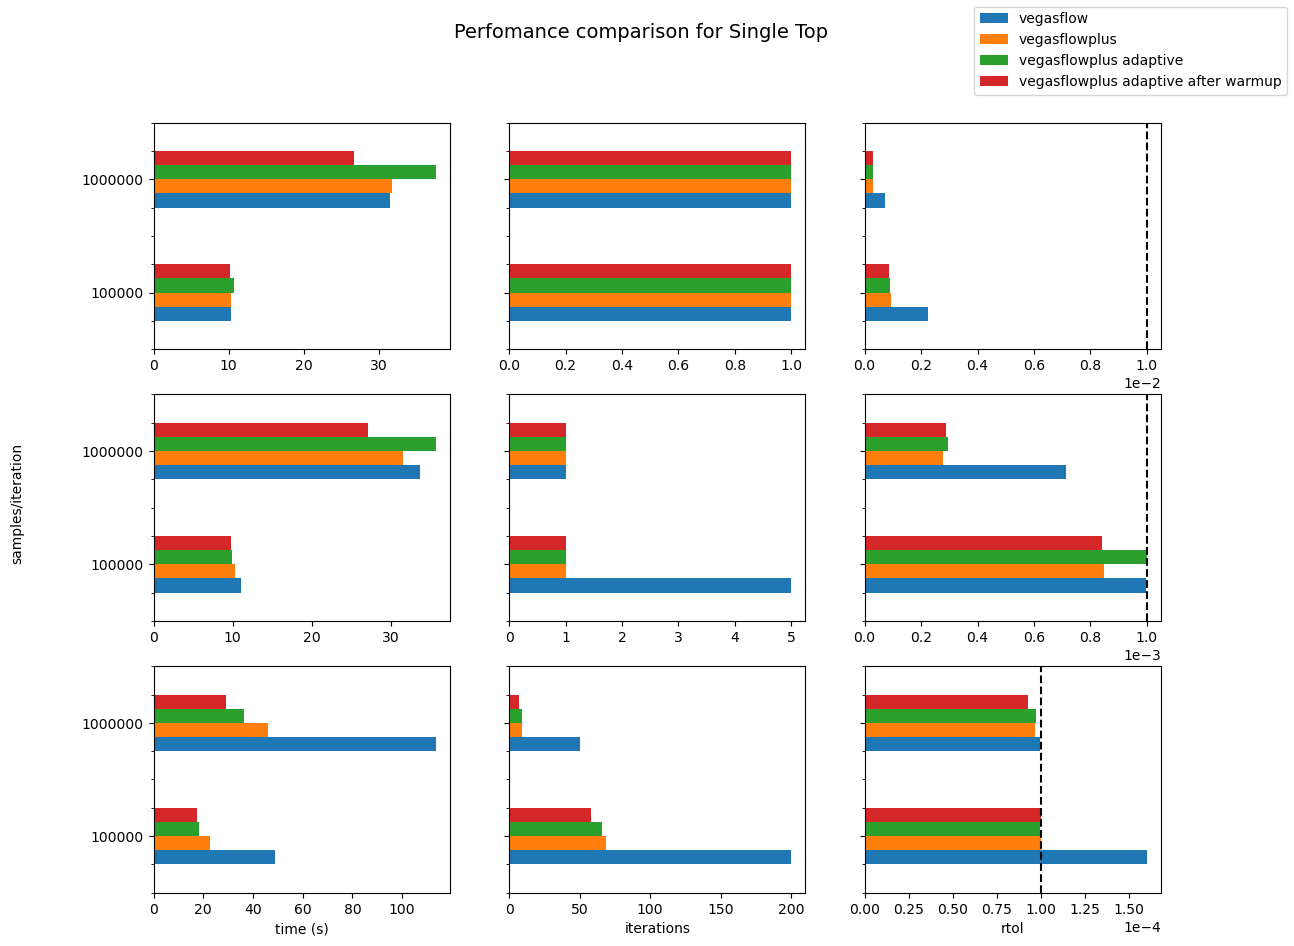 Perfomance comparison for Single Top
vegasflow
vegasflowplus
vegasflowplus adaptive
vegasflowplus adaptive after warmup
1000000
100000
0 10 20 30
0.0 0.2 0.4 0.6 0.8 1.0
0.0 0.2 0.4 0.6 0.8 1.0
1e−2
samples/iteration
1000000
100000
0 10 20 30
0 1 2 3 4 5
0.0 0.2 0.4 0.6 0.8 1.0
1e−3
1000000
100000
0 20 40 60 80 100
time (s)
0 50 100 150 200
iterations
0.00 0.25 0.50 0.75 1.00 1.25 1.50
1e−4
rtol